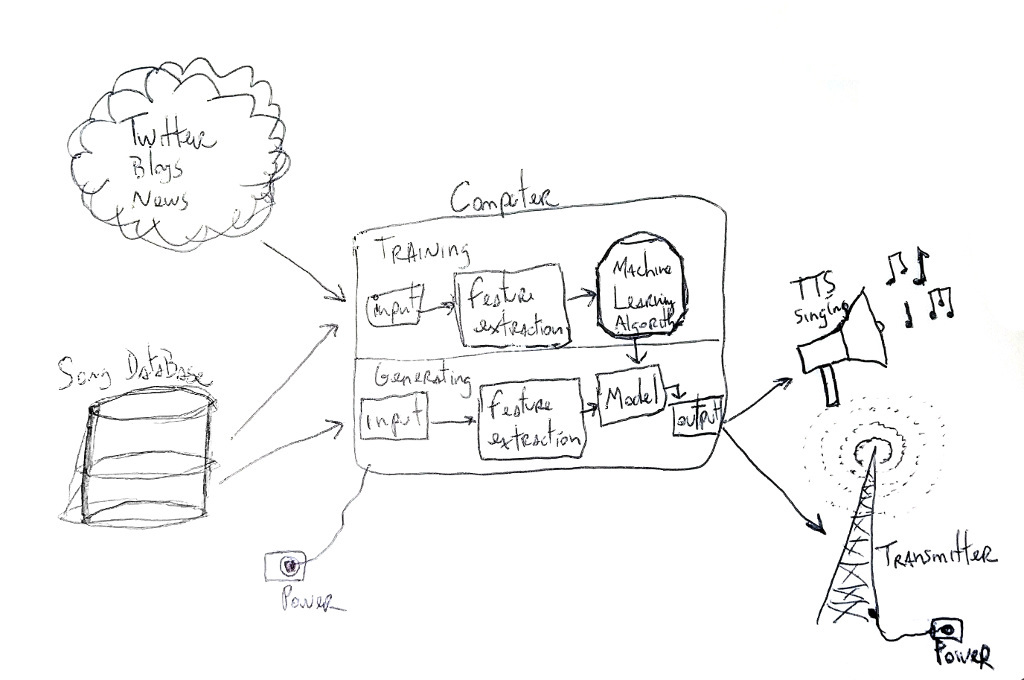 Twitter
Blogs
News
Computer
Training
input
Feature
extraction
Machine
Learning
Algorith
Song DataBase
Generating
input
Feature
extraction
Model
output
TTS
Singing
Transmitter
Power
Power